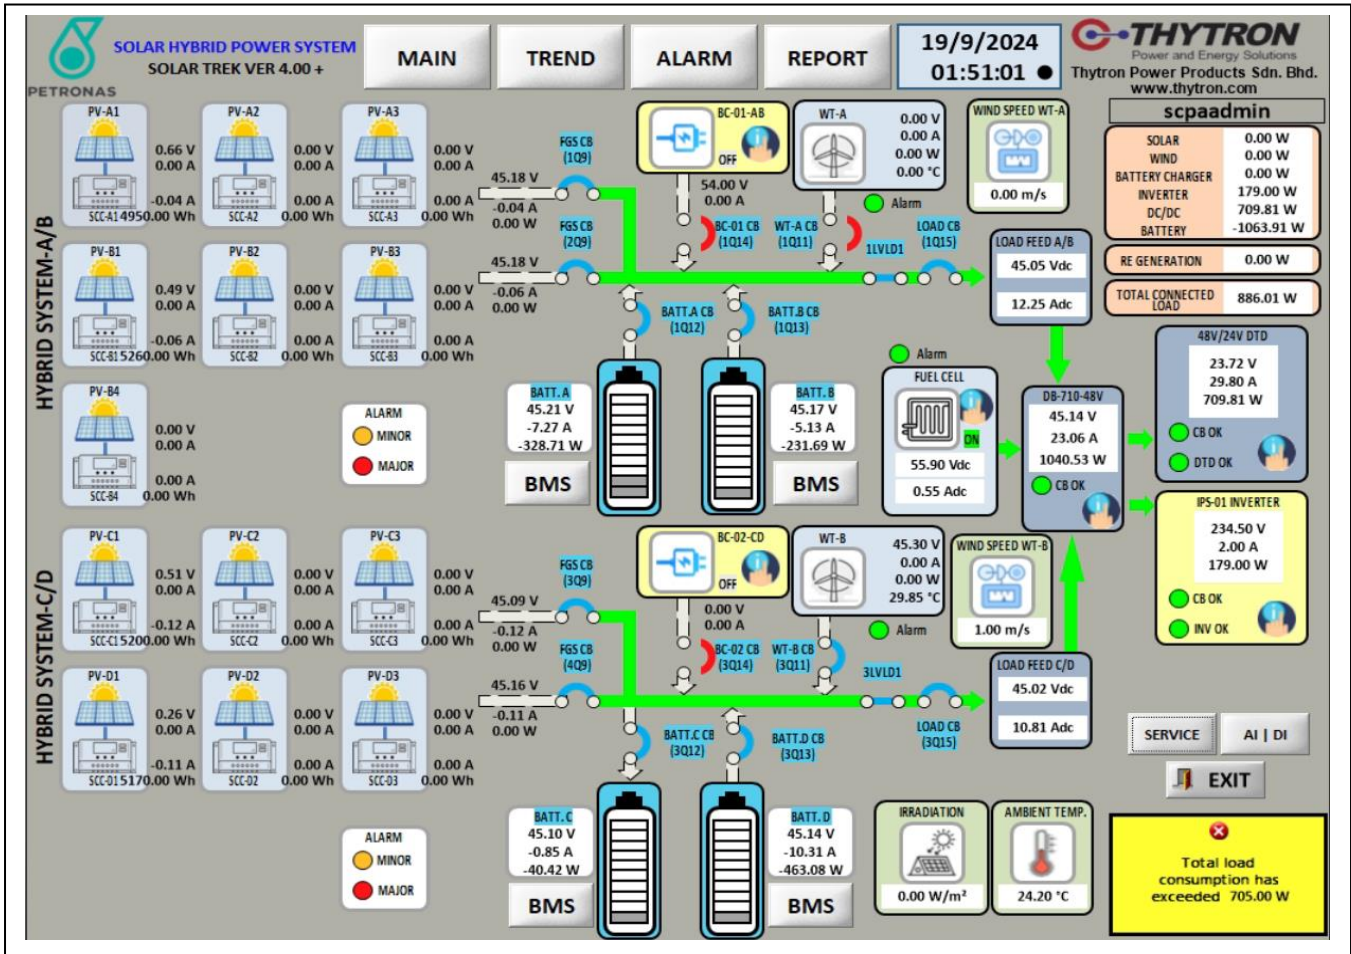 PETRONAS
SOLAR HYBRID POWER SYSTEM
SOLAR TREK VER 4.00 +
MAIN
TREND
ALARM
REPORT
19/9/2024
01:51:01
THYTRON
Power and Energy Solutions
Thytron Power Products Sdn. Bhd.
www.thytron.com
scpaadmin
SOLAR 0.00 W
WIND 0.00 W
BATTERY CHARGER 0.00 W
INVERTER 179.00 W
DC/DC 709.81 W
BATTERY -1063.91 W
RE GENERATION 0.00 W
TOTAL CONNECTED LOAD 886.01 W
HYBRID SYSTEM-A/B
PV-A1
0.66 V
0.00 A
-0.04 A
SCC-A1 4950.00 Wh
PV-A2
0.00 V
0.00 A
0.00 A
SCC-A2 0.00 Wh
PV-A3
0.00 V
0.00 A
0.00 A
SCC-A3 0.00 Wh
45.18 V
-0.04 A
0.00 W
FGS CB
(1Q9)
PV-B1
0.49 V
0.00 A
-0.06 A
SCC-B1 5260.00 Wh
PV-B2
0.00 V
0.00 A
0.00 A
SCC-B2 0.00 Wh
PV-B3
0.00 V
0.00 A
0.00 A
SCC-B3 0.00 Wh
45.18 V
-0.06 A
0.00 W
FGS CB
(2Q9)
PV-B4
0.00 V
0.00 A
0.00 A
SCC-B4 0.00 Wh
ALARM
MINOR
MAJOR
BC-01-AB
OFF
54.00 V
0.00 A
BC-01 CB
(1Q14)
WT-A
0.00 V
0.00 A
0.00 W
0.00 °C
Alarm
WT-A CB
(1Q11)
WIND SPEED WT-A
0.00 m/s
1LVLD1
LOAD CB
(1Q15)
LOAD FEED A/B
45.05 Vdc
12.25 Adc
BATT.A CB
(1Q12)
BATT.B CB
(1Q13)
BATT.A
45.21 V
-7.27 A
-328.71 W
BMS
BATT. B
45.17 V
-5.13 A
-231.69 W
BMS
Alarm
FUEL CELL
ON
55.90 Vdc
0.55 Adc
DB-710-48V
45.14 V
23.06 A
1040.53 W
CB OK
48V/24V DTD
23.72 V
29.80 A
709.81 W
CB OK
DTD OK
IPS-01 INVERTER
234.50 V
2.00 A
179.00 W
CB OK
INV OK
HYBRID SYSTEM-C/D
PV-C1
0.51 V
0.00 A
-0.12 A
SCC-C1 5200.00 Wh
PV-C2
0.00 V
0.00 A
0.00 A
SCC-C2 0.00 Wh
PV-C3
0.00 V
0.00 A
0.00 A
SCC-C3 0.00 Wh
45.09 V
-0.12 A
0.00 W
FGS CB
(3Q9)
PV-D1
0.26 V
0.00 A
-0.11 A
SCC-D1 5170.00 Wh
PV-D2
0.00 V
0.00 A
0.00 A
SCC-D2 0.00 Wh
PV-D3
0.00 V
0.00 A
0.00 A
SCC-D3 0.00 Wh
45.16 V
-0.11 A
0.00 W
FGS CB
(4Q9)
ALARM
MINOR
MAJOR
BC-02-CD
OFF
0.00 V
0.00 A
BC-02 CB
(3Q14)
WT-B
45.30 V
0.00 A
0.00 W
29.85 °C
Alarm
WT-B CB
(3Q11)
WIND SPEED WT-B
1.00 m/s
3LVLD1
LOAD CB
(3Q15)
LOAD FEED C/D
45.02 Vdc
10.81 Adc
BATT.C CB
(3Q12)
BATT.D CB
(3Q13)
BATT.C
45.10 V
-0.85 A
-40.42 W
BMS
BATT. D
45.14 V
-10.31 A
-463.08 W
BMS
IRRADIATION
0.00 W/m²
AMBIENT TEMP.
24.20 °C
SERVICE
AI | DI
EXIT
Total load
consumption has
exceeded 705.00 W